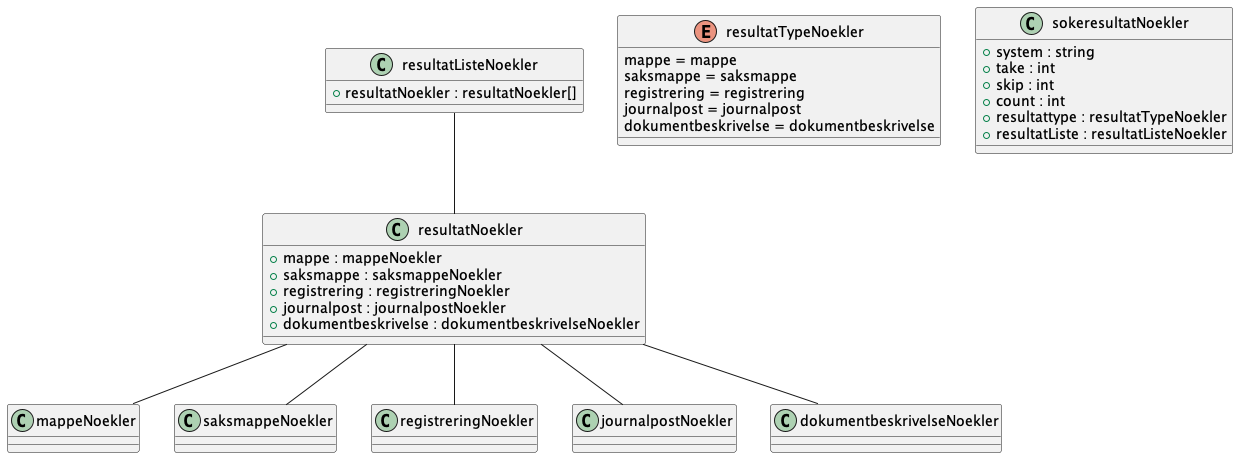 C resultatListeNoekler
resultatNoekler : resultatNoekler[]
E resultatTypeNoekler
mappe = mappe
saksmappe = saksmappe
registrering = registrering
journalpost = journalpost
dokumentbeskrivelse = dokumentbeskrivelse
C sokeresultatNoekler
system : string
take : int
skip : int
count : int
resultattype : resultatTypeNoekler
resultatListe : resultatListeNoekler
C resultatNoekler
mappe : mappeNoekler
saksmappe : saksmappeNoekler
registrering : registreringNoekler
journalpost : journalpostNoekler
dokumentbeskrivelse : dokumentbeskrivelseNoekler
C mappeNoekler
C saksmappeNoekler
C registreringNoekler
C journalpostNoekler
C dokumentbeskrivelseNoekler